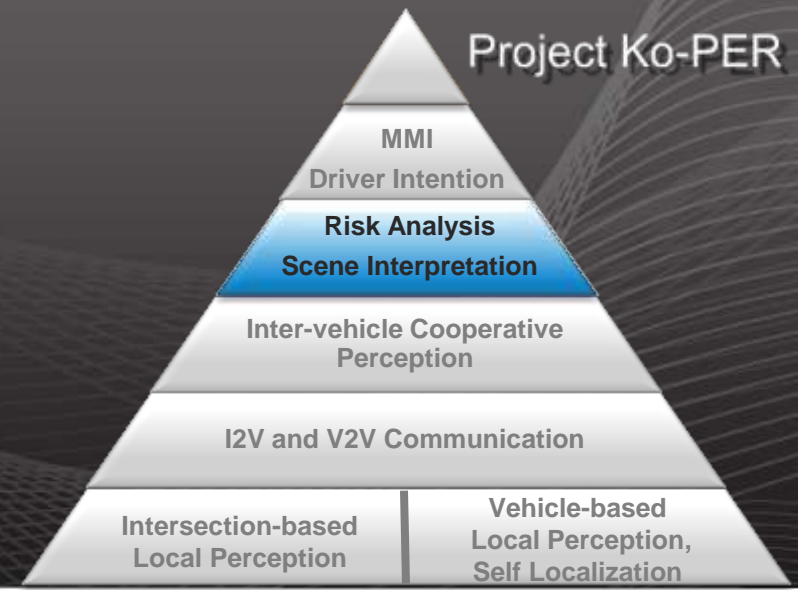 Project Ko-PER
MMI
Driver Intention
Risk Analysis
Scene Interpretation
Inter-vehicle Cooperative
Perception
I2V and V2V Communication
Intersection-based
Local Perception
Vehicle-based
Local Perception,
Self Localization